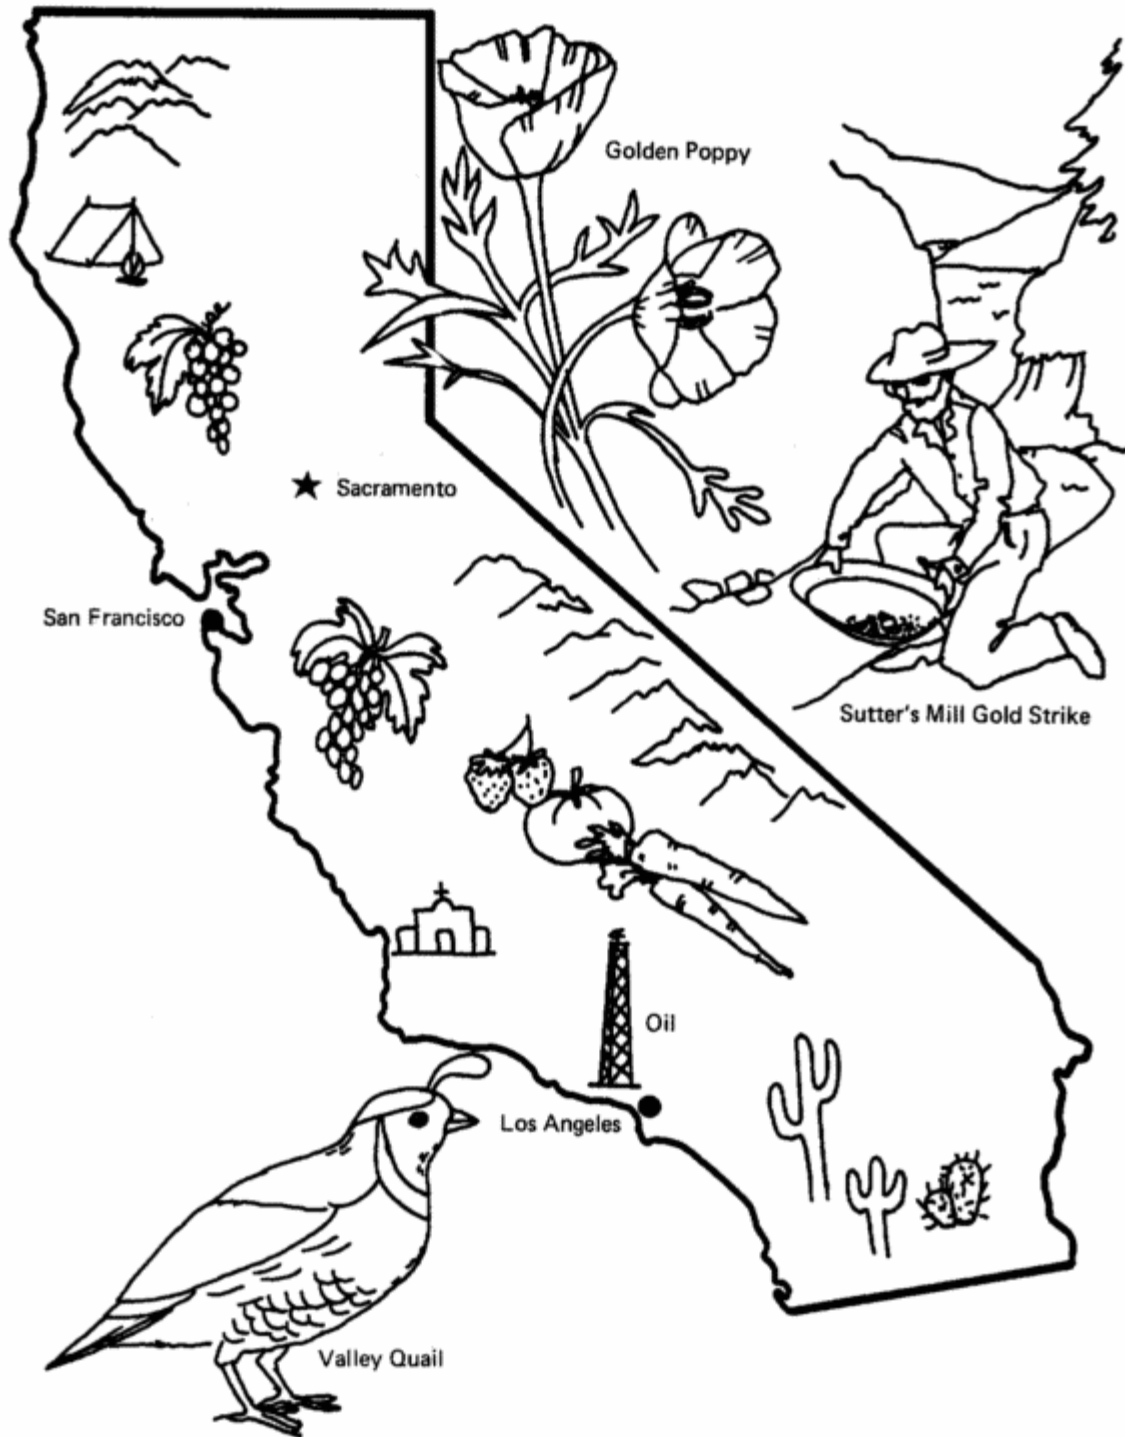 Golden Poppy
Sacramento
San Francisco
Sutter's Mill Gold Strike
Oil
Los Angeles
Valley Quail